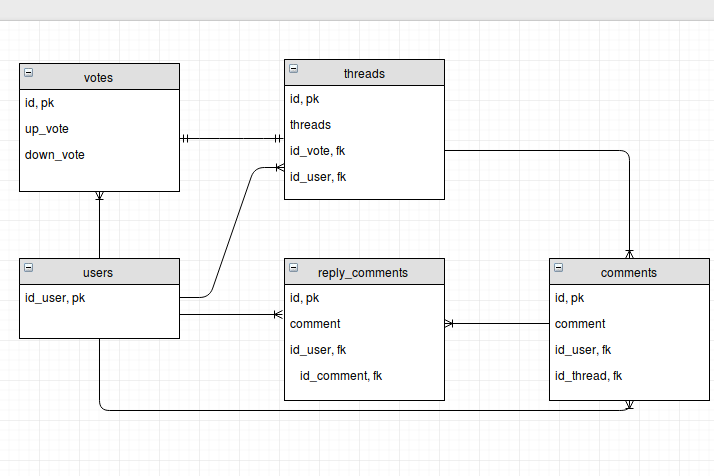 votes
id, pk
up_vote
down_vote
threads
id, pk
threads
id_vote, fk
id_user, fk
users
id_user, pk
reply_comments
id, pk
comment
id_user, fk
id_comment, fk
comments
id, pk
comment
id_user, fk
id_thread, fk